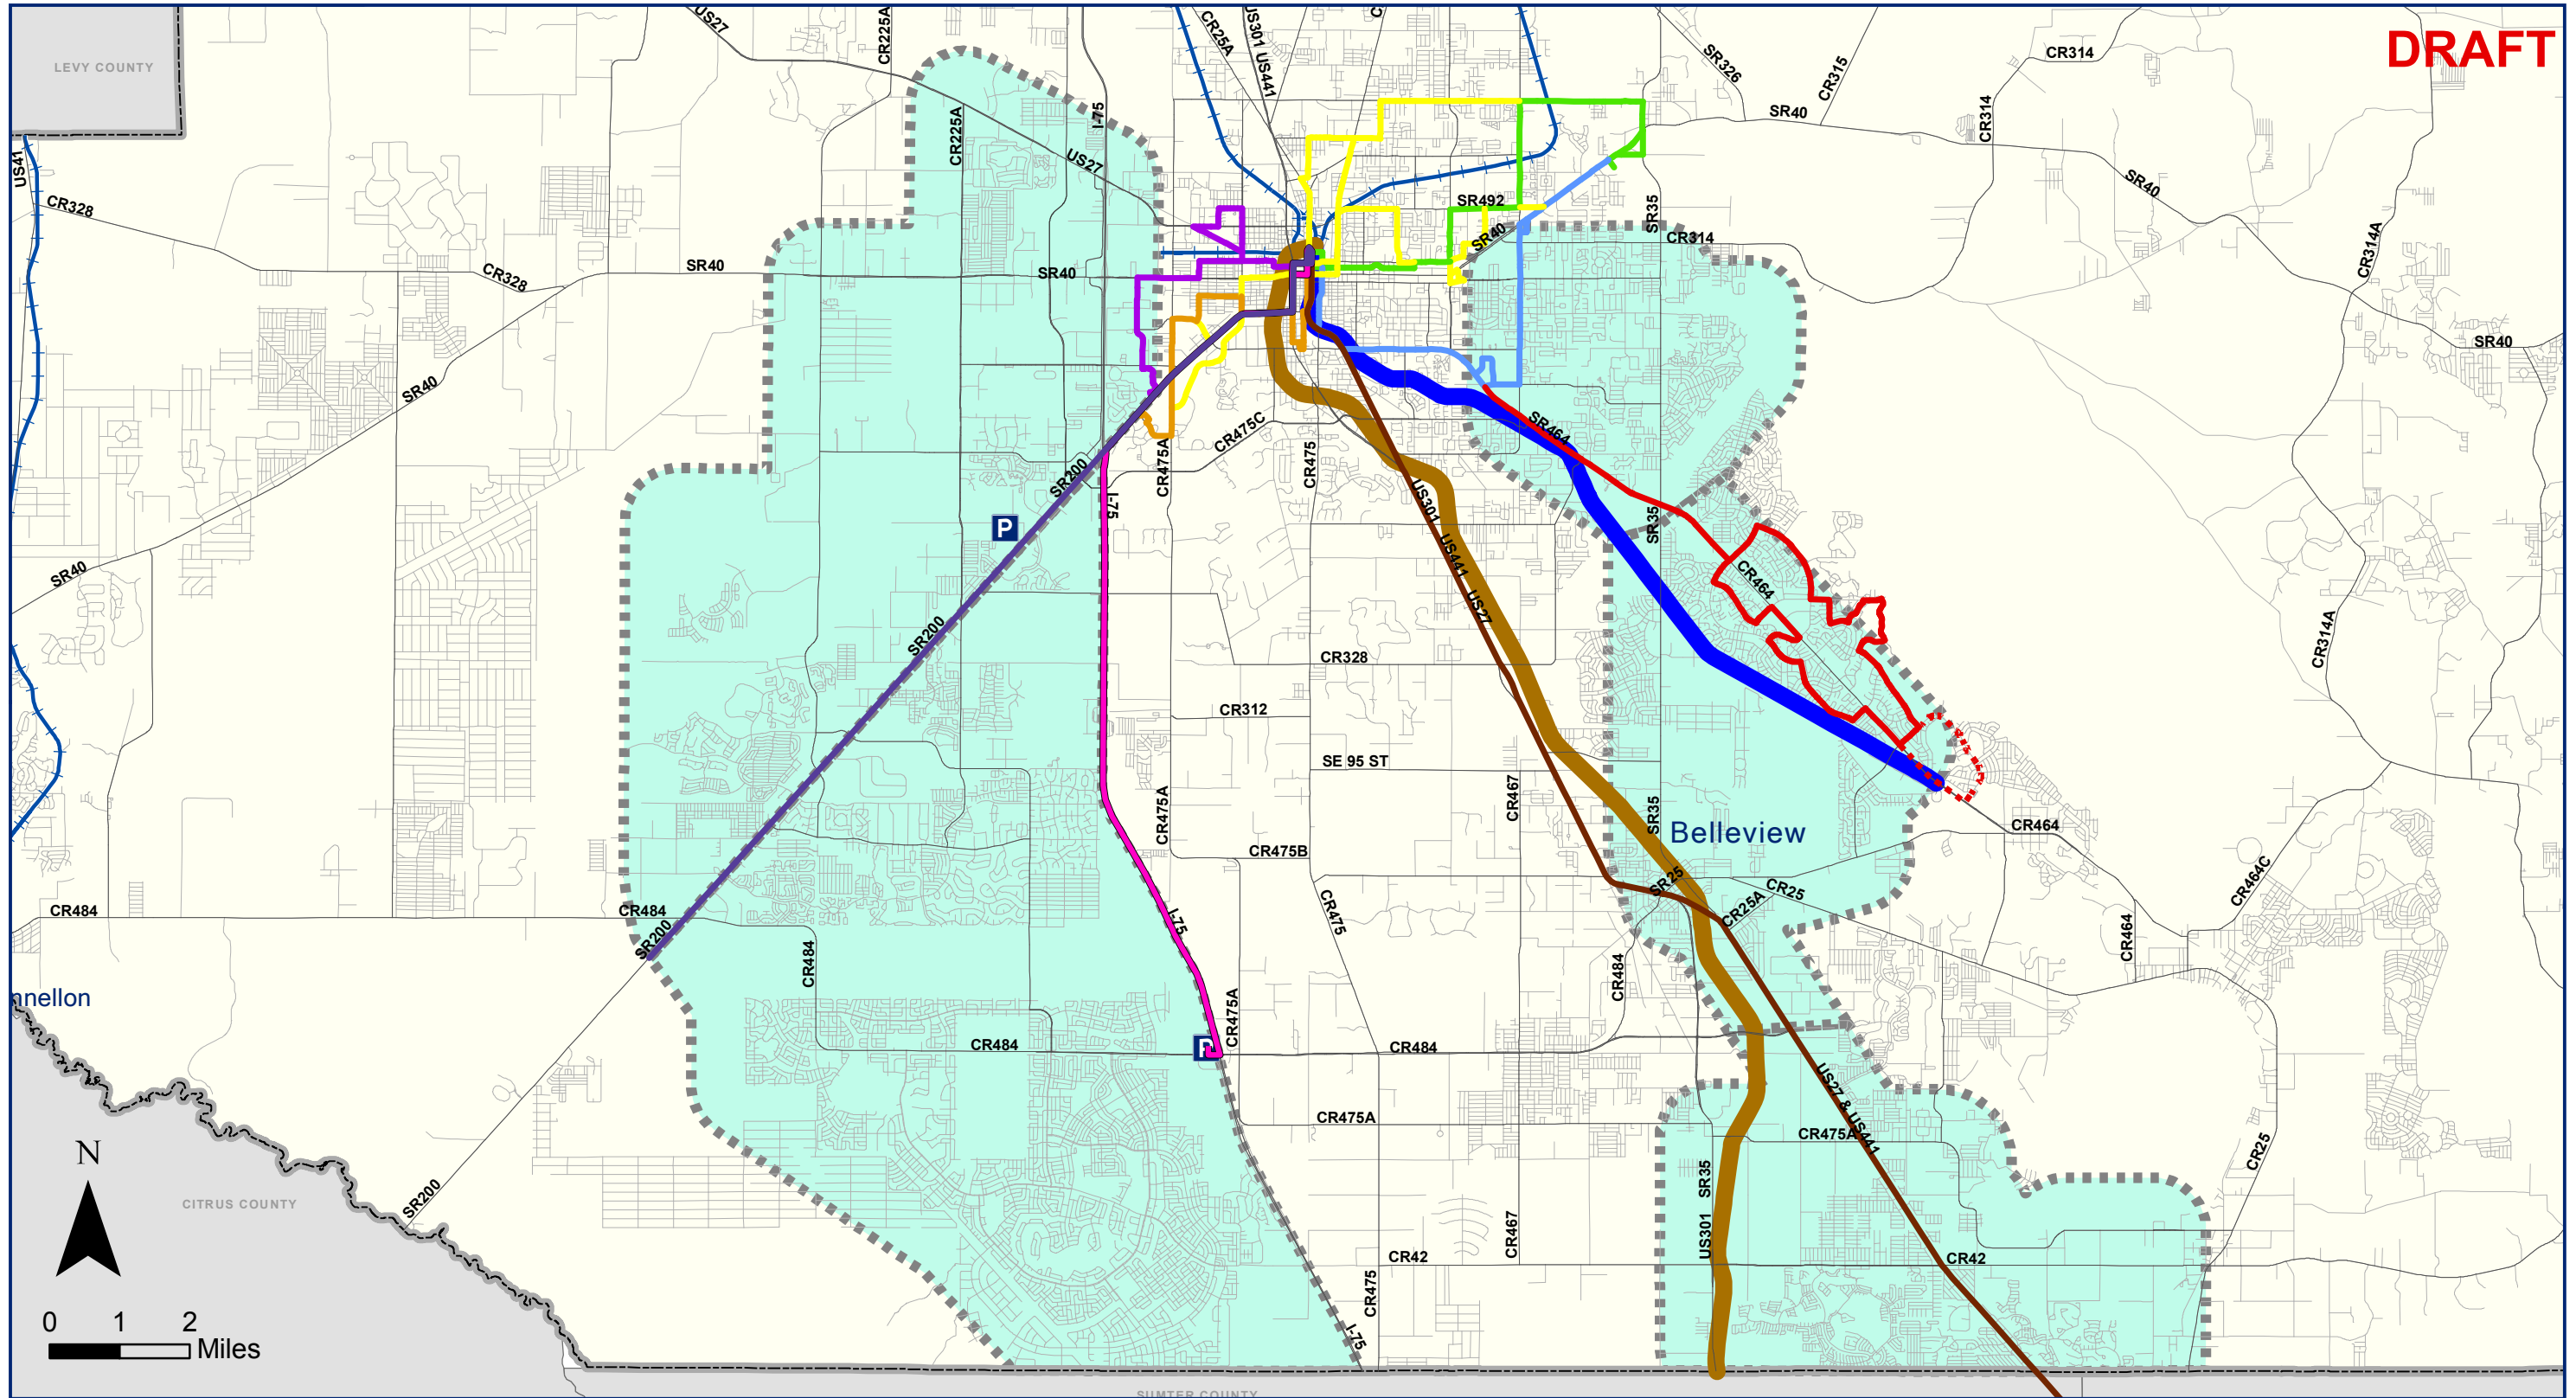 US27
CR225A
CR25A
US301 US441
C
SR326
CR315
CR314
DRAFT
LEVY COUNTY
I-75
CR225A
SR40
CR314
US41
US27
SR40
CR328
SR492
SR35
SR40
CR314
CR314A
CR328
SR40
SR40
SR40
SR40
SR464
CR475C
CR475
CR475A
SR200
I-75
P
US301
US441
US27
SR35
SR40
CR464
SR200
CR314A
CR328
CR312
SE 95 ST
CR467
CR475A
SR35
Belleview
CR464
CR475B
CR464C
SR25
CR25
CR25A
CR484
CR484
CR475
I-75
SR200
CR484
CR484
CR464
nnellon
CR475A
P
CR484
CR484
US27 & US441
CR475A
CR475A
N
CR25
SR35
CITRUS COUNTY
SR200
CR467
US301
CR42
CR42
CR475
0 1 2
Miles
I-75
SUMTER COUNTY